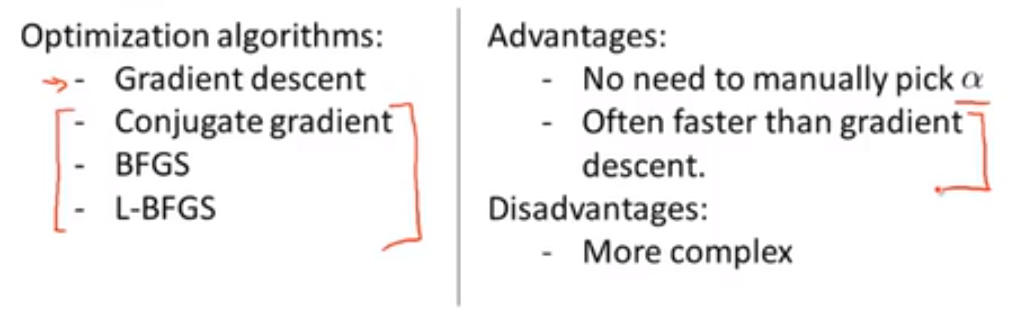 Optimization algorithms:
- Gradient descent
- Conjugate gradient
- BFGS
- L-BFGS
Advantages:
- No need to manually pick α
- Often faster than gradient
descent.
Disadvantages:
- More complex